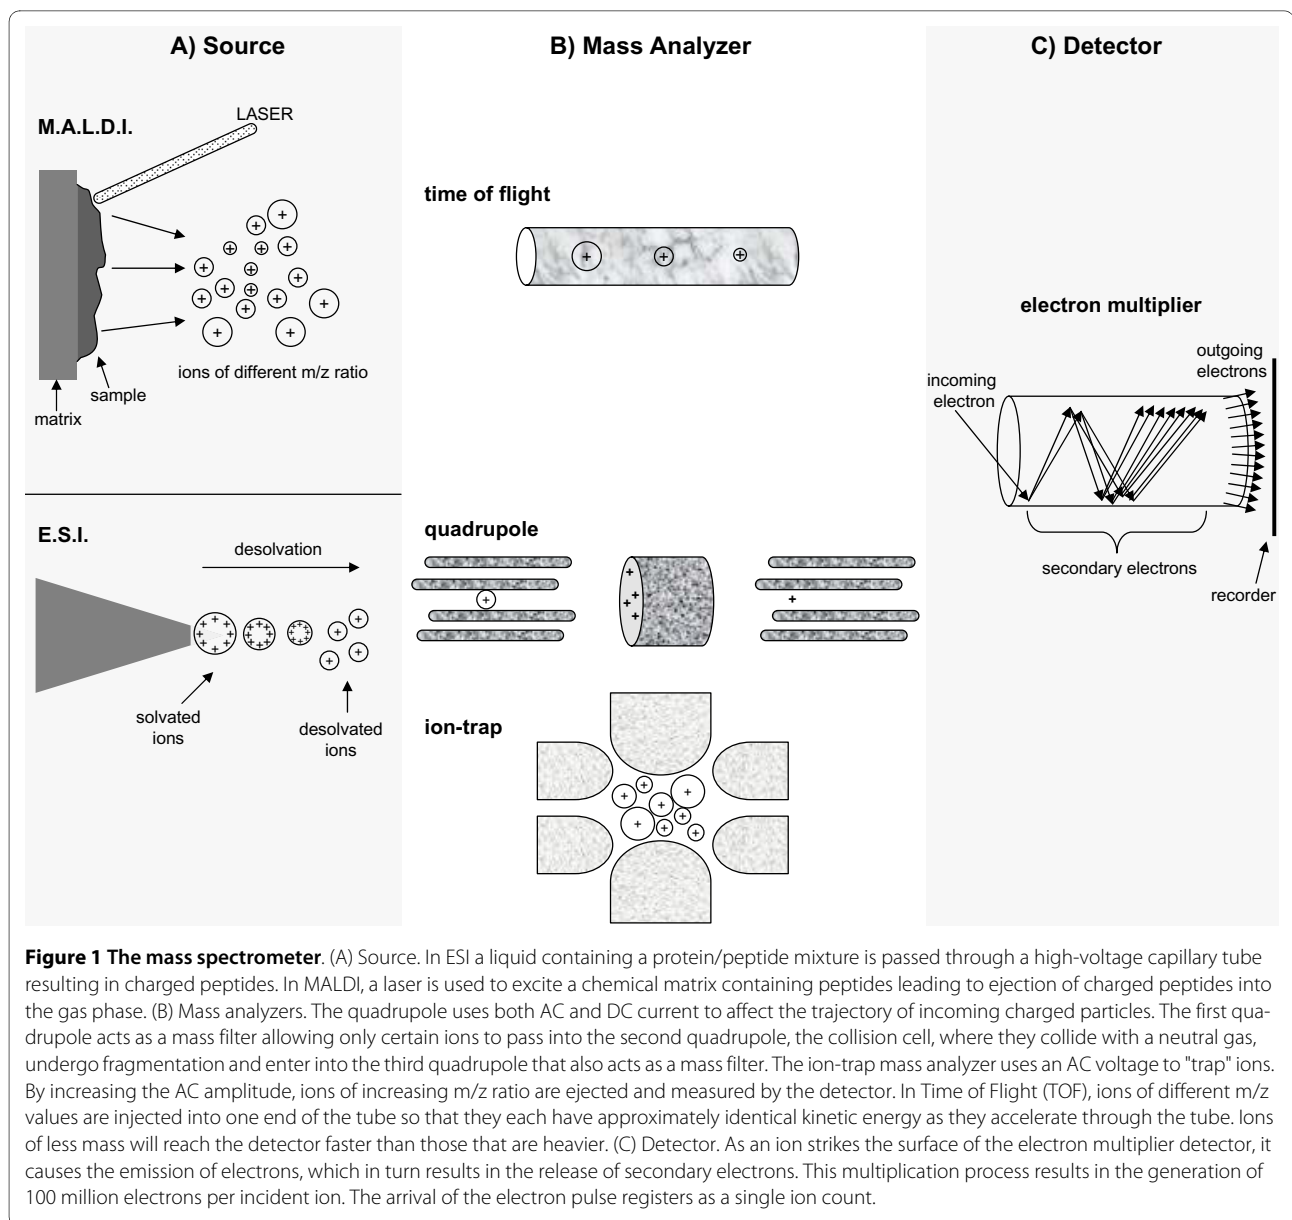 A) Source
B) Mass Analyzer
C) Detector
M.A.L.D.I.
LASER
ions of different m/z ratio
sample
matrix
E.S.I.
desolvation
solvated
ions
desolvated
ions
time of flight
+ + +
quadrupole
ion-trap
electron multiplier
incoming
electron
outgoing
electrons
secondary electrons
recorder
Figure 1 The mass spectrometer. (A) Source. In ESI a liquid containing a protein/peptide mixture is passed through a high-voltage capillary tube
resulting in charged peptides. In MALDI, a laser is used to excite a chemical matrix containing peptides leading to ejection of charged peptides into
the gas phase. (B) Mass analyzers. The quadrupole uses both AC and DC current to affect the trajectory of incoming charged particles. The first qua-
drupole acts as a mass filter allowing only certain ions to pass into the second quadrupole, the collision cell, where they collide with a neutral gas,
undergo fragmentation and enter into the third quadrupole that also acts as a mass filter. The ion-trap mass analyzer uses an AC voltage to "trap" ions.
By increasing the AC amplitude, ions of increasing m/z ratio are ejected and measured by the detector. In Time of Flight (TOF), ions of different m/z
values are injected into one end of the tube so that they each have approximately identical kinetic energy as they accelerate through the tube. Ions
of less mass will reach the detector faster than those that are heavier. (C) Detector. As an ion strikes the surface of the electron multiplier detector, it
causes the emission of electrons, which in turn results in the release of secondary electrons. This multiplication process results in the generation of
100 million electrons per incident ion. The arrival of the electron pulse registers as a single ion count.